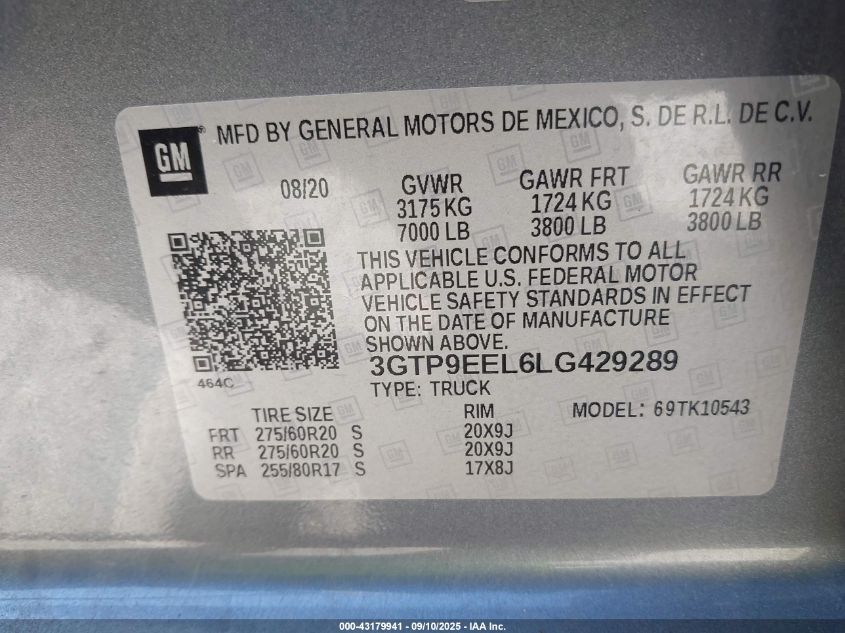 GM ® MFD BY GENERAL MOTORS DE MEXICO, S. DE R.L. DE C.V.
08/20 GVWR GAWR FRT GAWR RR
3175 KG 1724 KG 1724 KG
7000 LB 3800 LB 3800 LB
THIS VEHICLE CONFORMS TO ALL
APPLICABLE U.S. FEDERAL MOTOR
VEHICLE SAFETY STANDARDS IN EFFECT
ON THE DATE OF MANUFACTURE
SHOWN ABOVE.
464C
3GTP9EEL6LG429289
TYPE: TRUCK
TIRE SIZE RIM MODEL: 69TK10543
FRT 275/60R20 S 20X9J
RR 275/60R20 S 20X9J
SPA 255/80R17 S 17X8J
000-43179941 - 09/10/2025 - IAA Inc.